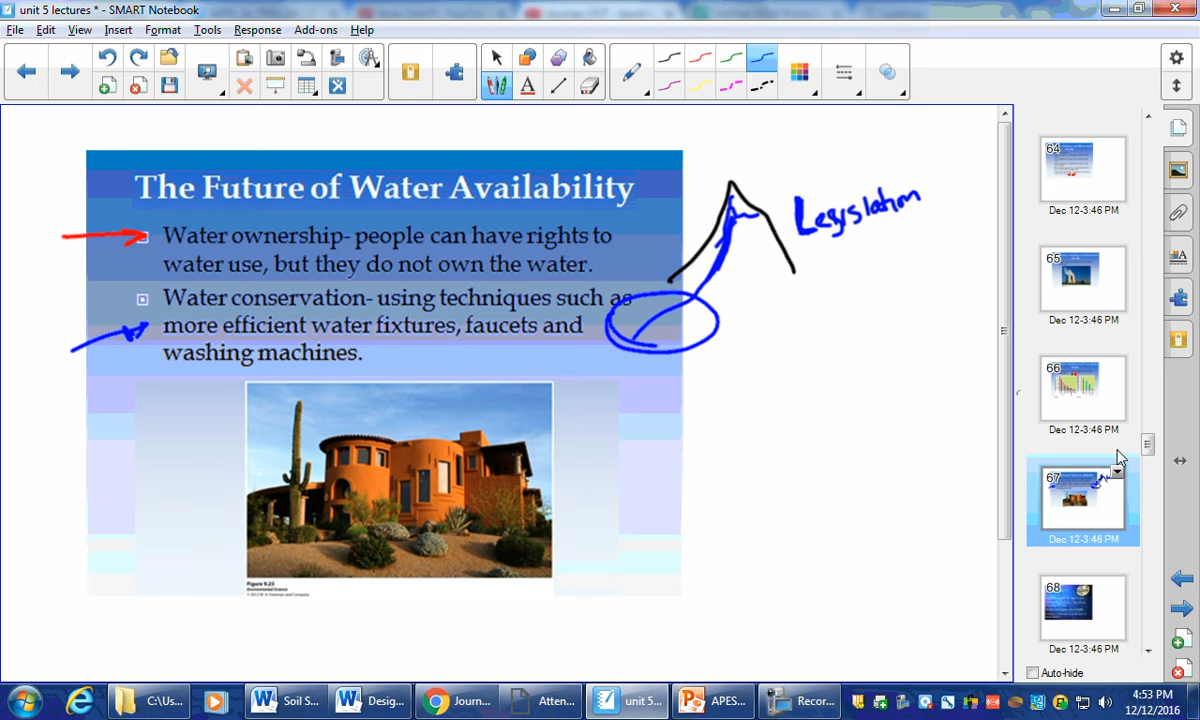 unit 5 lectures * - SMART Notebook
File Edit View Insert Format Tools Response Add-ons Help
The Future of Water Availability
Water ownership- people can have rights to
water use, but they do not own the water.
Water conservation- using techniques such as
more efficient water fixtures, faucets and
washing machines.
Legislation
Figure 9.23
Environmental Science
© 2012 W. H. Freeman and Company
64
Dec 12-3:46 PM
65
Dec 12-3:46 PM
66
Dec 12-3:46 PM
67
Dec 12-3:46 PM
68
Dec 12-3:46 PM
Auto-hide
C:\Us...
Soil S...
Desig...
Journ...
Atten...
unit 5...
APES...
Recor...
4:53 PM
12/12/2016